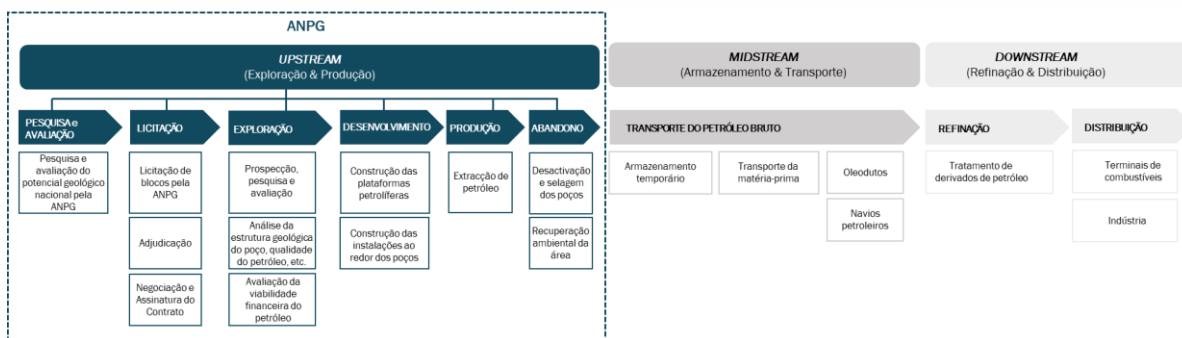 ANPG
UPSTREAM
(Exploração & Produção)
MIDSTREAM
(Armazenamento & Transporte)
DOWNSTREAM
(Refinação & Distribuição)
PESQUISA e
AVALIAÇÃO
LICITAÇÃO
EXPLORAÇÃO
DESENVOLVIMENTO
PRODUÇÃO
ABANDONO
TRANSPORTE DO PETRÓLEO BRUTO
REFINAÇÃO
DISTRIBUIÇÃO
Pesquisa e
avaliação do
potencial geológico
nacional pela
ANPG
Licitação de
blocos pela
ANPG
Adjudicação
Negociação e
Assinatura do
Contrato
Prospecção,
pesquisa e
avaliação
Análise da
estrutura geológica
do poço, qualidade
do petróleo, etc.
Avaliação da
viabilidade
financeira do
petróleo
Construção das
plataformas
petrolíferas
Construção das
instalações ao
redor dos poços
Extracção de
petróleo
Desactivação
e selagem
dos poços
Recuperação
ambiental da
área
Armazenamento
temporário
Transporte da
matéria-prima
Oleodutos
Navios
petroleiros
Tratamento de
derivados de petróleo
Terminais de
combustíveis
Indústria